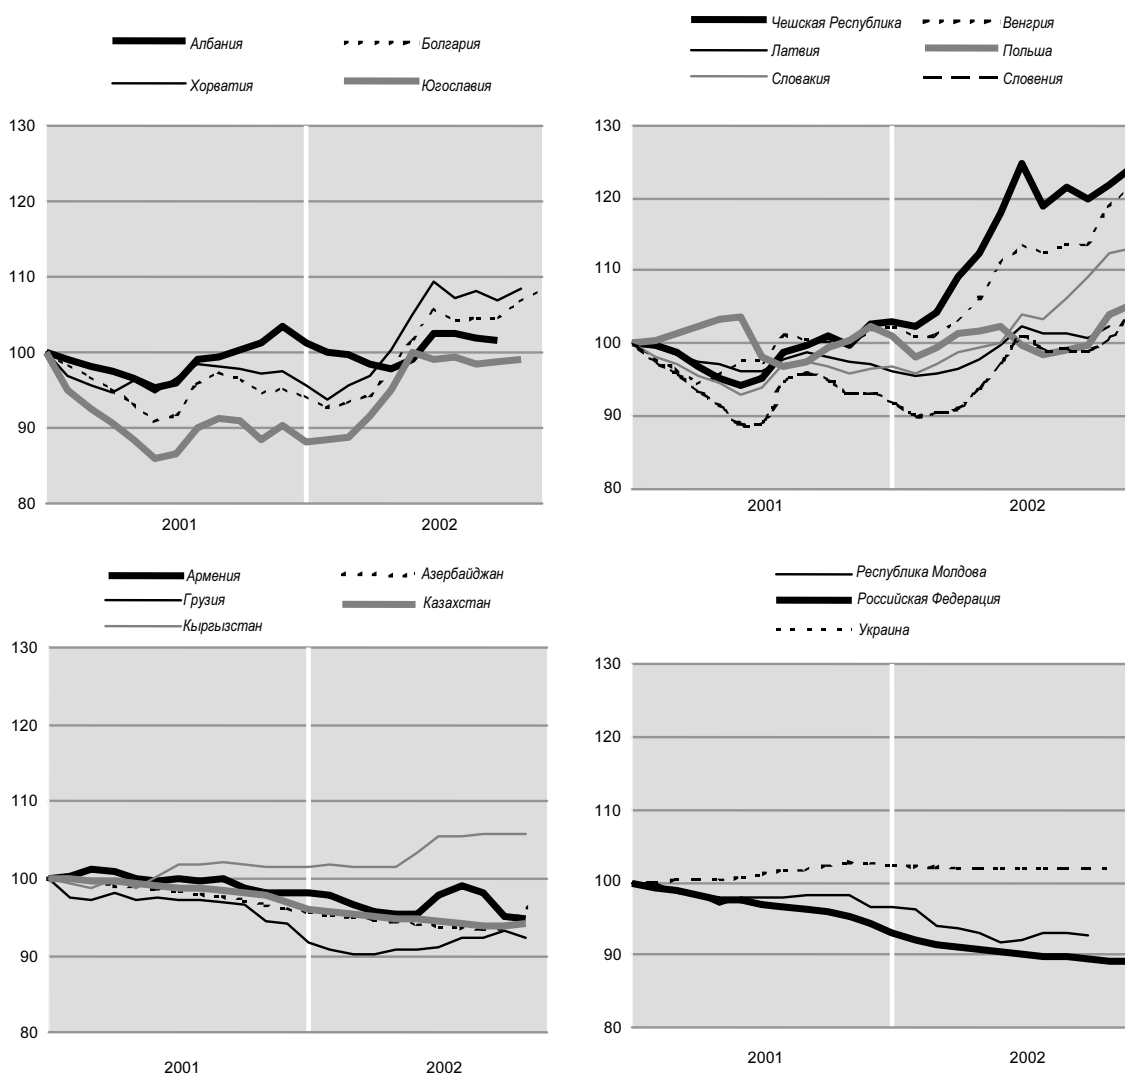 Албания
Болгария
Хорватия
Югославия
130
120
110
100
90
80
2001
2002
Чешская Республика
Венгрия
Латвия
Польша
Словакия
Словения
130
120
110
100
90
80
2001
2002
Армения
Азербайджан
Грузия
Казахстан
Кыргызстан
130
120
110
100
90
80
2001
2002
Республика Молдова
Российская Федерация
Украина
130
120
110
100
90
80
2001
2002